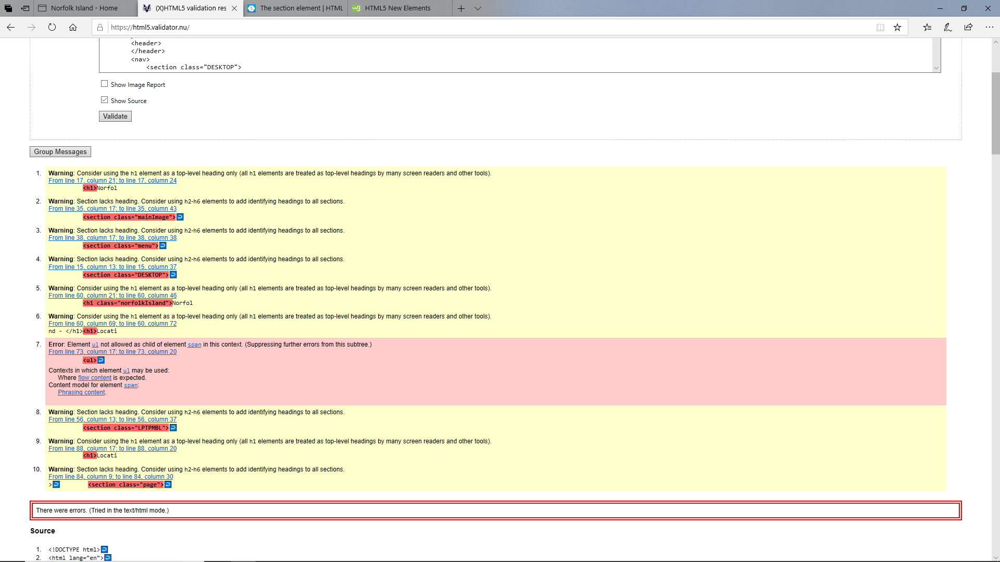 Norfolk Island - Home
(X)HTML5 validation res
The section element | HTML
HTML5 New Elements
https://html5.validator.nu/
<header>
</header>
<nav>
<section class="DESKTOP">
Show Image Report
Show Source
Validate
Group Messages
1. Warning: Consider using the h1 element as a top-level heading only (all h1 elements are treated as top-level headings by many screen readers and other tools).
From line 17, column 21; to line 17, column 24
<h1>Norfol
2. Warning: Section lacks heading. Consider using h2-h6 elements to add identifying headings to all sections.
From line 35, column 17; to line 35, column 43
<section class="mainImage">
3. Warning: Section lacks heading. Consider using h2-h6 elements to add identifying headings to all sections.
From line 38, column 17; to line 38, column 38
<section class="menu">
4. Warning: Section lacks heading. Consider using h2-h6 elements to add identifying headings to all sections.
From line 15, column 13; to line 15, column 37
<section class="DESKTOP">
5. Warning: Consider using the h1 element as a top-level heading only (all h1 elements are treated as top-level headings by many screen readers and other tools).
From line 60, column 21; to line 60, column 46
<h1 class="norfolkIsland">Norfol
6. Warning: Consider using the h1 element as a top-level heading only (all h1 elements are treated as top-level headings by many screen readers and other tools).
From line 60, column 69; to line 60, column 72
nd - </h1><h1>Locati
7. Error: Element ul not allowed as child of element span in this context. (Suppressing further errors from this subtree.)
From line 73, column 17; to line 73, column 20
<ul>
Contexts in which element ul may be used:
Where flow content is expected.
Content model for element span:
Phrasing content.
8. Warning: Section lacks heading. Consider using h2-h6 elements to add identifying headings to all sections.
From line 56, column 13; to line 56, column 37
<section class="LPTPMBL">
9. Warning: Consider using the h1 element as a top-level heading only (all h1 elements are treated as top-level headings by many screen readers and other tools).
From line 88, column 17; to line 88, column 20
<h1>Locati
10. Warning: Section lacks heading. Consider using h2-h6 elements to add identifying headings to all sections.
From line 84, column 9; to line 84, column 30
> <section class="page">
There were errors. (Tried in the text/html mode.)
Source
1. <!DOCTYPE html>
2. <html lang="en">